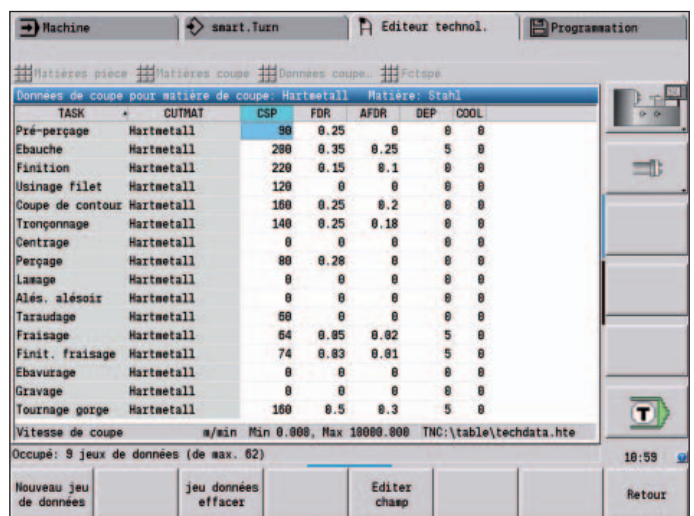 Machine smart.Turn Editeur technol. Programmation
Matières pièce Matières coupe Données coupe… Fctspé
Données de coupe pour matière de coupe: Hartmetall Matière: Stahl
TASK CUTMAT CSP FDR AFDR DEP COOL
Pré-perçage Hartmetall 90 0.25 0 0 0
Ebauche Hartmetall 200 0.35 0.25 5 0
Finition Hartmetall 220 0.15 0.1 0 0
Usinage filet Hartmetall 120 0 0 0 0
Coupe de contour Hartmetall 160 0.25 0.2 0 0
Tronçonnage Hartmetall 140 0.25 0.18 0 0
Centrage Hartmetall 0 0 0 0 0
Perçage Hartmetall 80 0.28 0 0 0
Lamage Hartmetall 0 0 0 0 0
Alés. alésoir Hartmetall 0 0 0 0 0
Taraudage Hartmetall 60 0 0 0 0
Fraisage Hartmetall 64 0.05 0.02 5 0
Finit. fraisage Hartmetall 74 0.03 0.01 5 0
Ebavurage Hartmetall 0 0 0 0 0
Gravage Hartmetall 0 0 0 0 0
Tournage gorge Hartmetall 160 0.5 0.3 5 0
Vitesse de coupe m/min Min 0.000, Max 10000.000 TNC:\table\techdata.hte
Occupé: 9 jeux de données (de max. 62)
T
10:59
Nouveau jeu de données
jeu données effacer
Editer champ
Retour